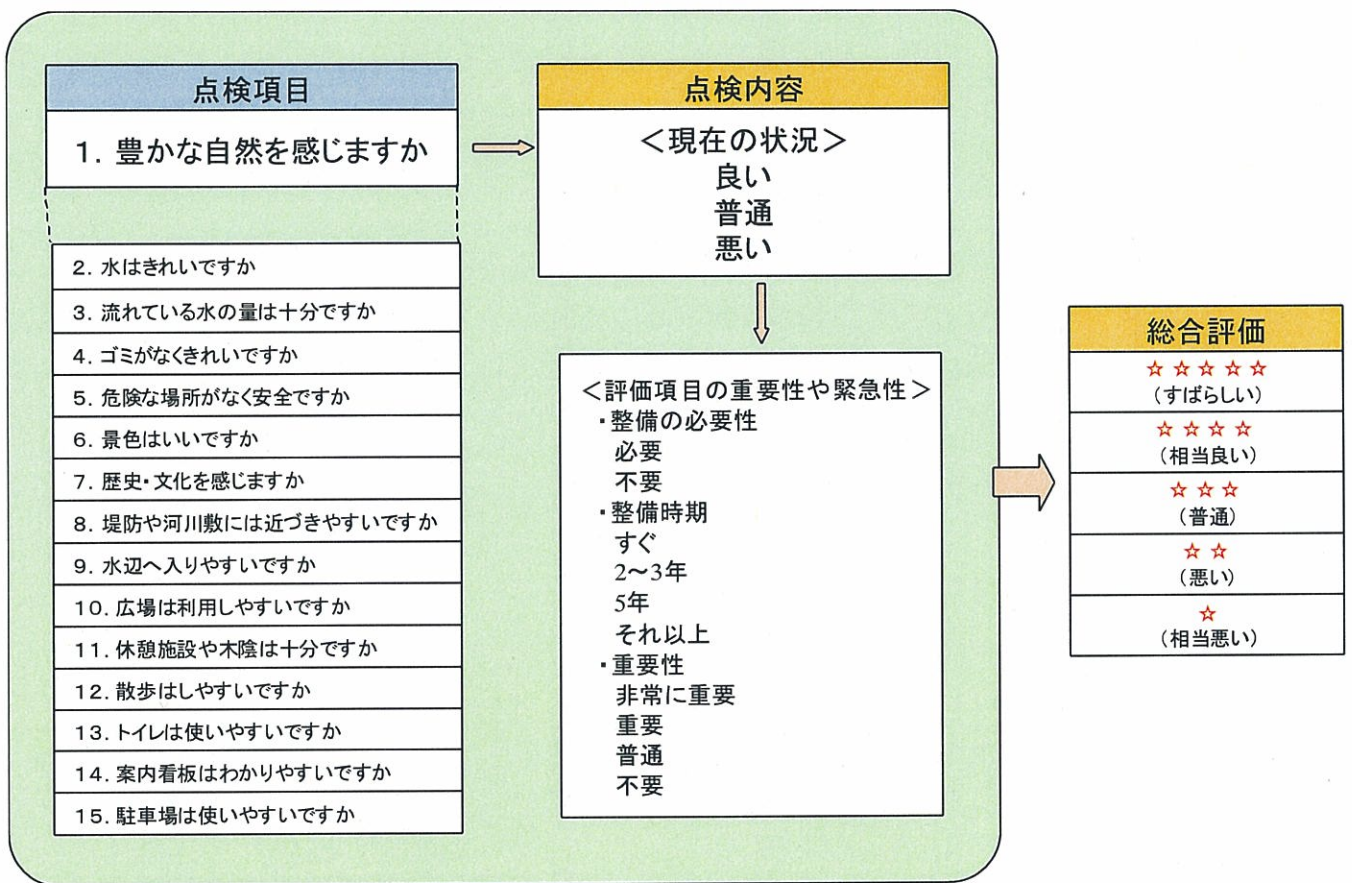 点検項目
1. 豊かな自然を感じますか
2. 水はきれいですか
3. 流れている水の量は十分ですか
4. ゴミがなくきれいですか
5. 危険な場所がなく安全ですか
6. 景色はいいですか
7. 歴史・文化を感じますか
8. 堤防や河川敷には近づきやすいですか
9. 水辺へ入りやすいですか
10. 広場は利用しやすいですか
11. 休憩施設や木陰は十分ですか
12. 散歩はしやすいですか
13. トイレは使いやすいですか
14. 案内看板はわかりやすいですか
15. 駐車場は使いやすいですか
点検内容
＜現在の状況＞
良い
普通
悪い
＜評価項目の重要性や緊急性＞
・整備の必要性
必要
不要
・整備時期
すぐ
2～3年
5年
それ以上
・重要性
非常に重要
重要
普通
不要
総合評価
☆☆☆☆☆
(すばらしい)
☆☆☆☆
(相当良い)
☆☆☆
(普通)
☆☆
(悪い)
☆
(相当悪い)